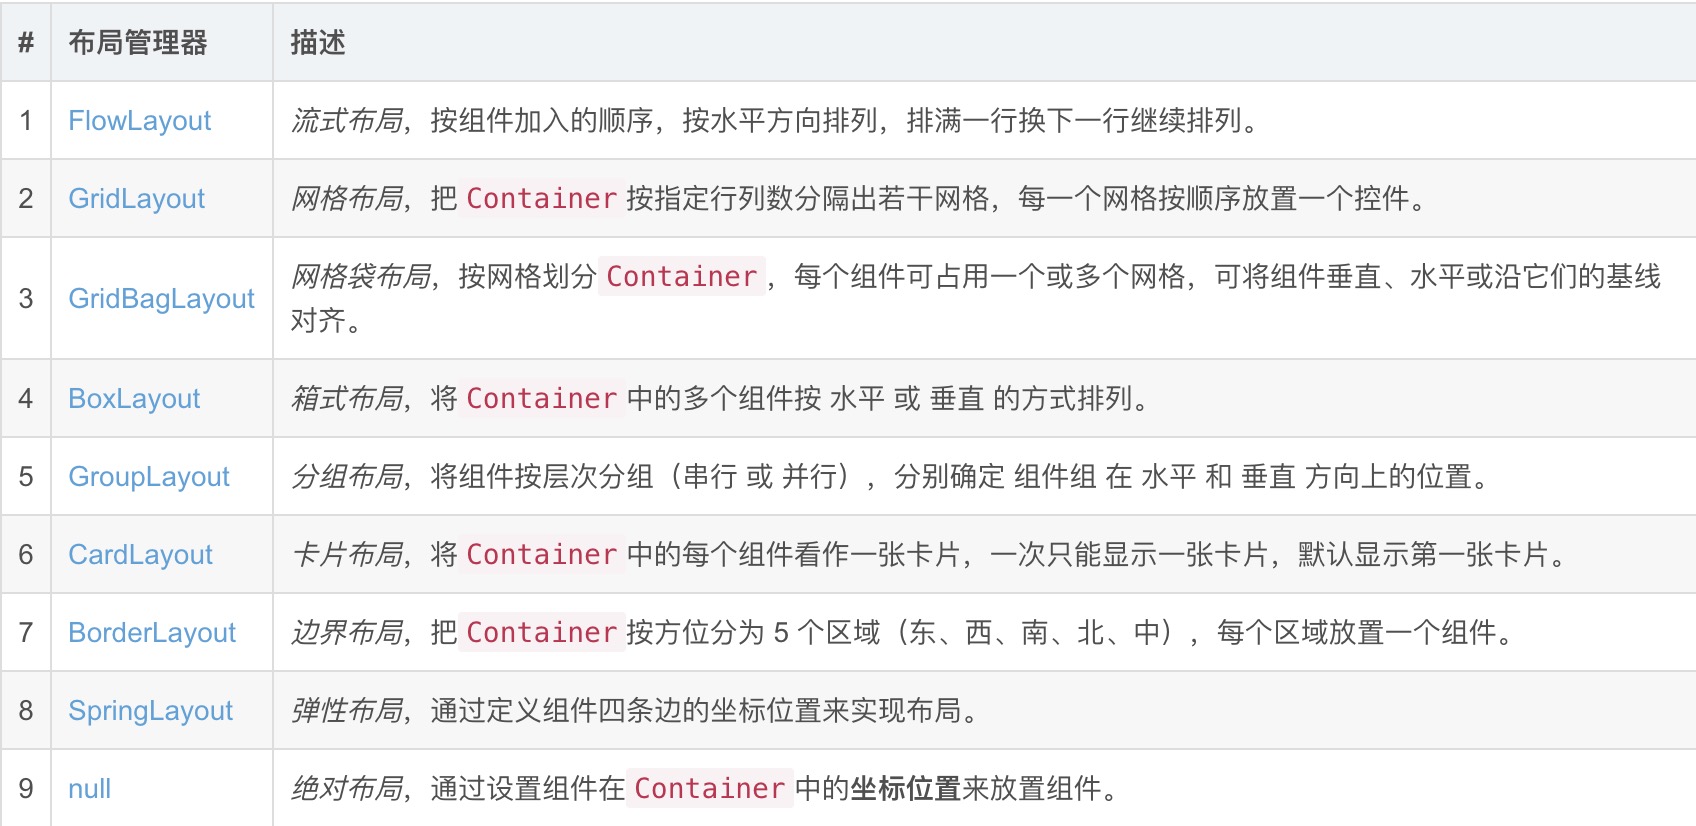 # 布局管理器 描述
1 FlowLayout 流式布局，按组件加入的顺序，按水平方向排列，排满一行换下一行继续排列。
2 GridLayout 网格布局，把 Container 按指定行列数分隔出若干网格，每一个网格按顺序放置一个控件。
3 GridBagLayout 网格袋布局，按网格划分 Container ，每个组件可占用一个或多个网格，可将组件垂直、水平或沿它们的基线
对齐。
4 BoxLayout 箱式布局，将 Container 中的多个组件按 水平 或 垂直 的方式排列。
5 GroupLayout 分组布局，将组件按层次分组（串行 或 并行），分别确定 组件组 在 水平 和 垂直 方向上的位置。
6 CardLayout 卡片布局，将 Container 中的每个组件看作一张卡片，一次只能显示一张卡片，默认显示第一张卡片。
7 BorderLayout 边界布局，把 Container 按方位分为 5 个区域（东、西、南、北、中），每个区域放置一个组件。
8 SpringLayout 弹性布局，通过定义组件四条边的坐标位置来实现布局。
9 null 绝对布局，通过设置组件在 Container 中的坐标位置来放置组件。